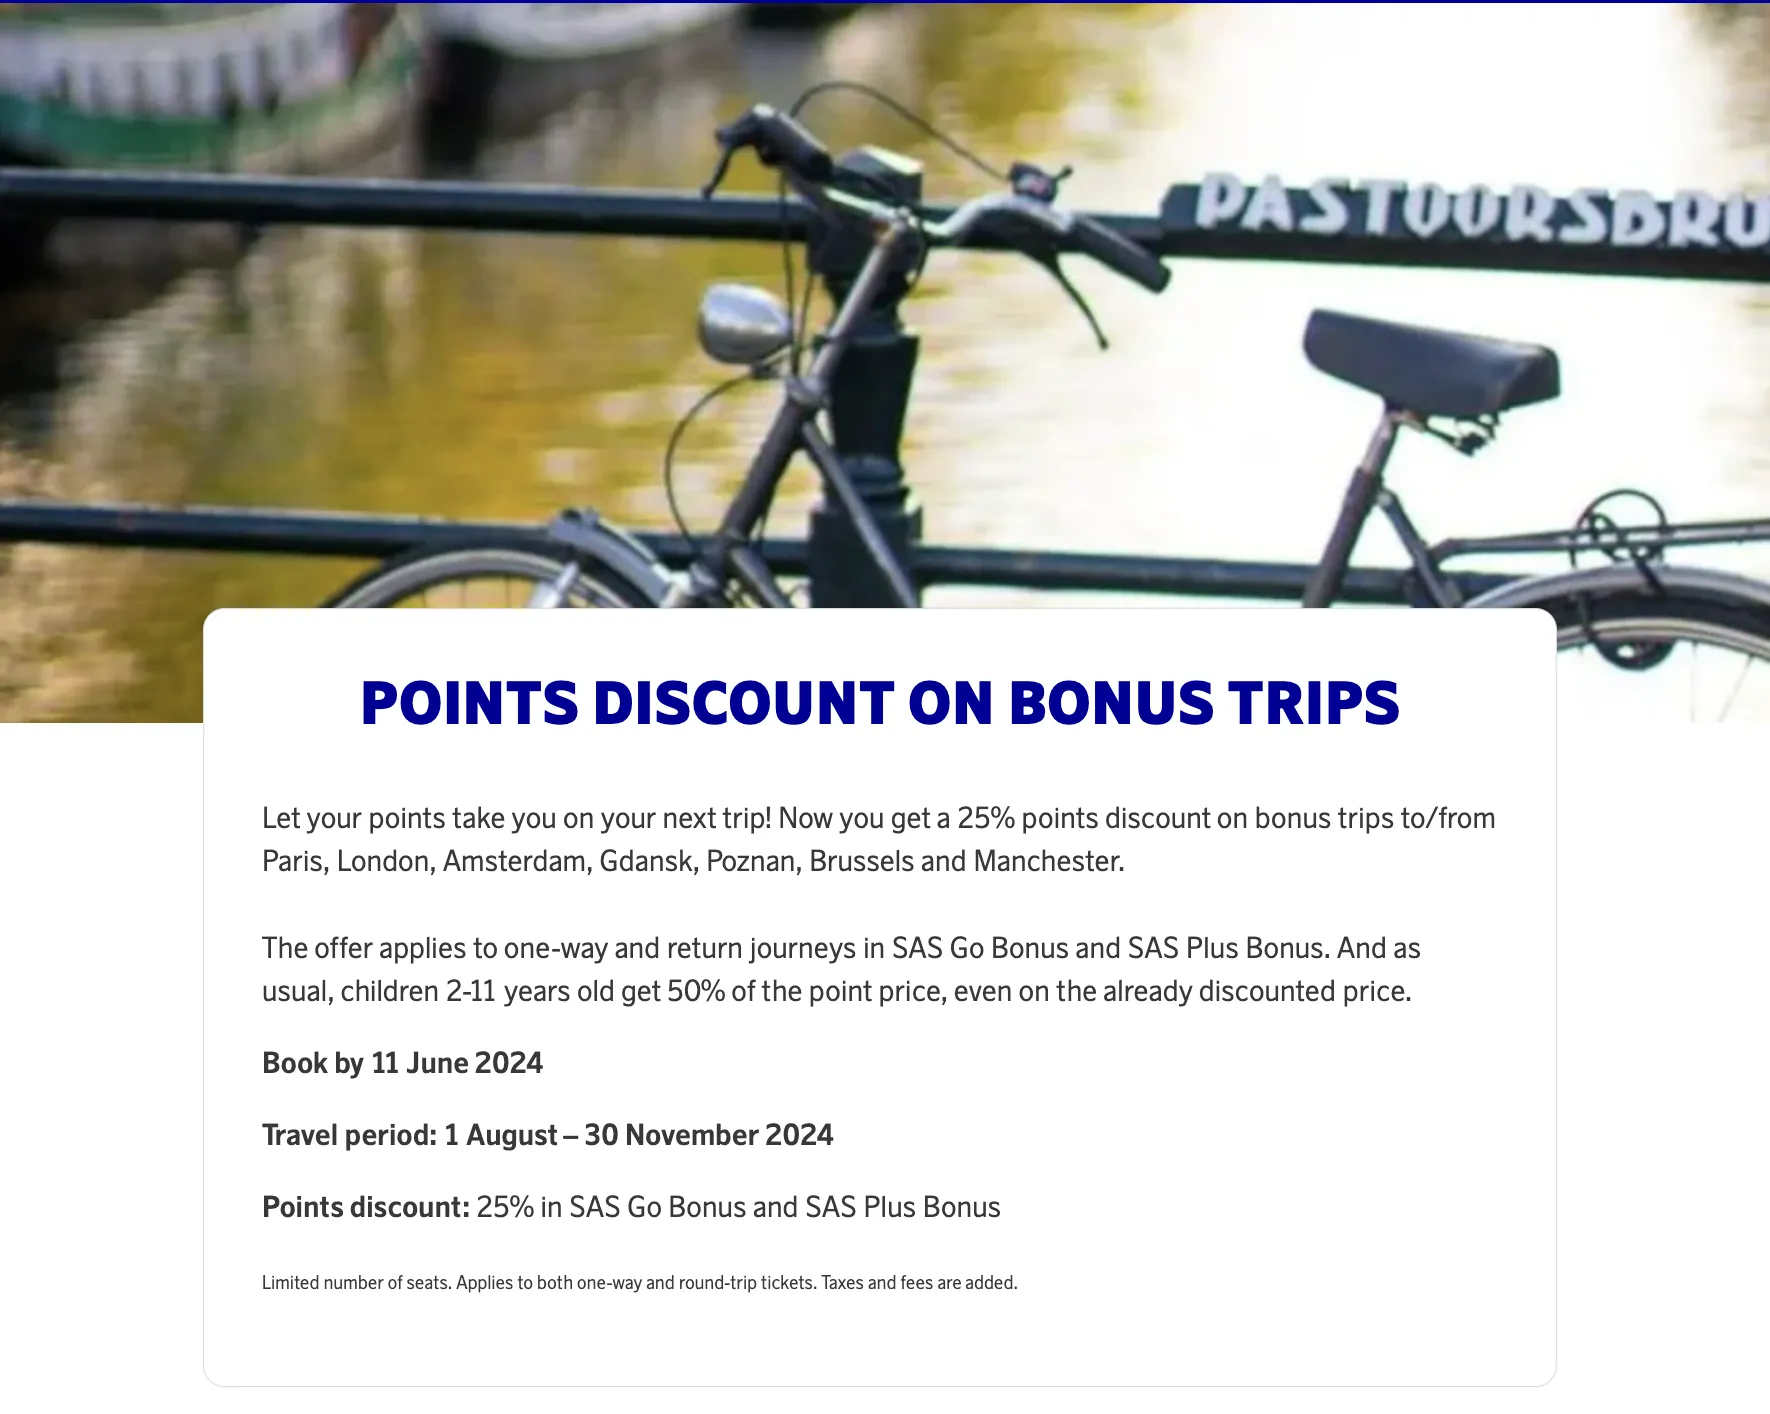 PASTOORSBRU
POINTS DISCOUNT ON BONUS TRIPS
Let your points take you on your next trip! Now you get a 25% points discount on bonus trips to/from
Paris, London, Amsterdam, Gdansk, Poznan, Brussels and Manchester.
The offer applies to one-way and return journeys in SAS Go Bonus and SAS Plus Bonus. And as
usual, children 2-11 years old get 50% of the point price, even on the already discounted price.
Book by 11 June 2024
Travel period: 1 August – 30 November 2024
Points discount: 25% in SAS Go Bonus and SAS Plus Bonus
Limited number of seats. Applies to both one-way and round-trip tickets. Taxes and fees are added.